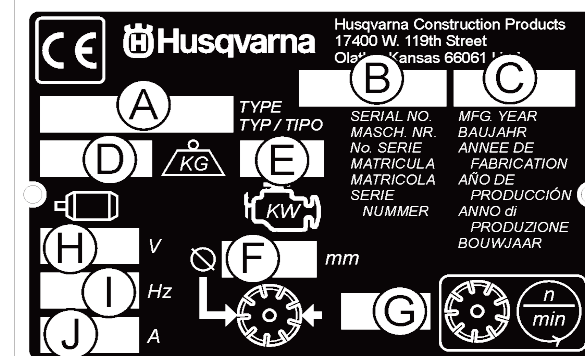 CE
Husqvarna
Husqvarna Construction Products
17400 W. 119th Street
Kansas 66061
A
TYPE
TYP / TIPO
B
SERIAL NO.
MASCH. NR.
No. SERIE
MATRICULA
MATRICOLA
SERIE
NUMMER
C
MFG. YEAR
BAUJAHR
ANNEE DE
FABRICATION
AÑO DE
PRODUCCIÓN
ANNO di
PRODUZIONE
BOUWJAAR
D
KG
E
KW
H
V
F
mm
I
Hz
J
A
G
n
min